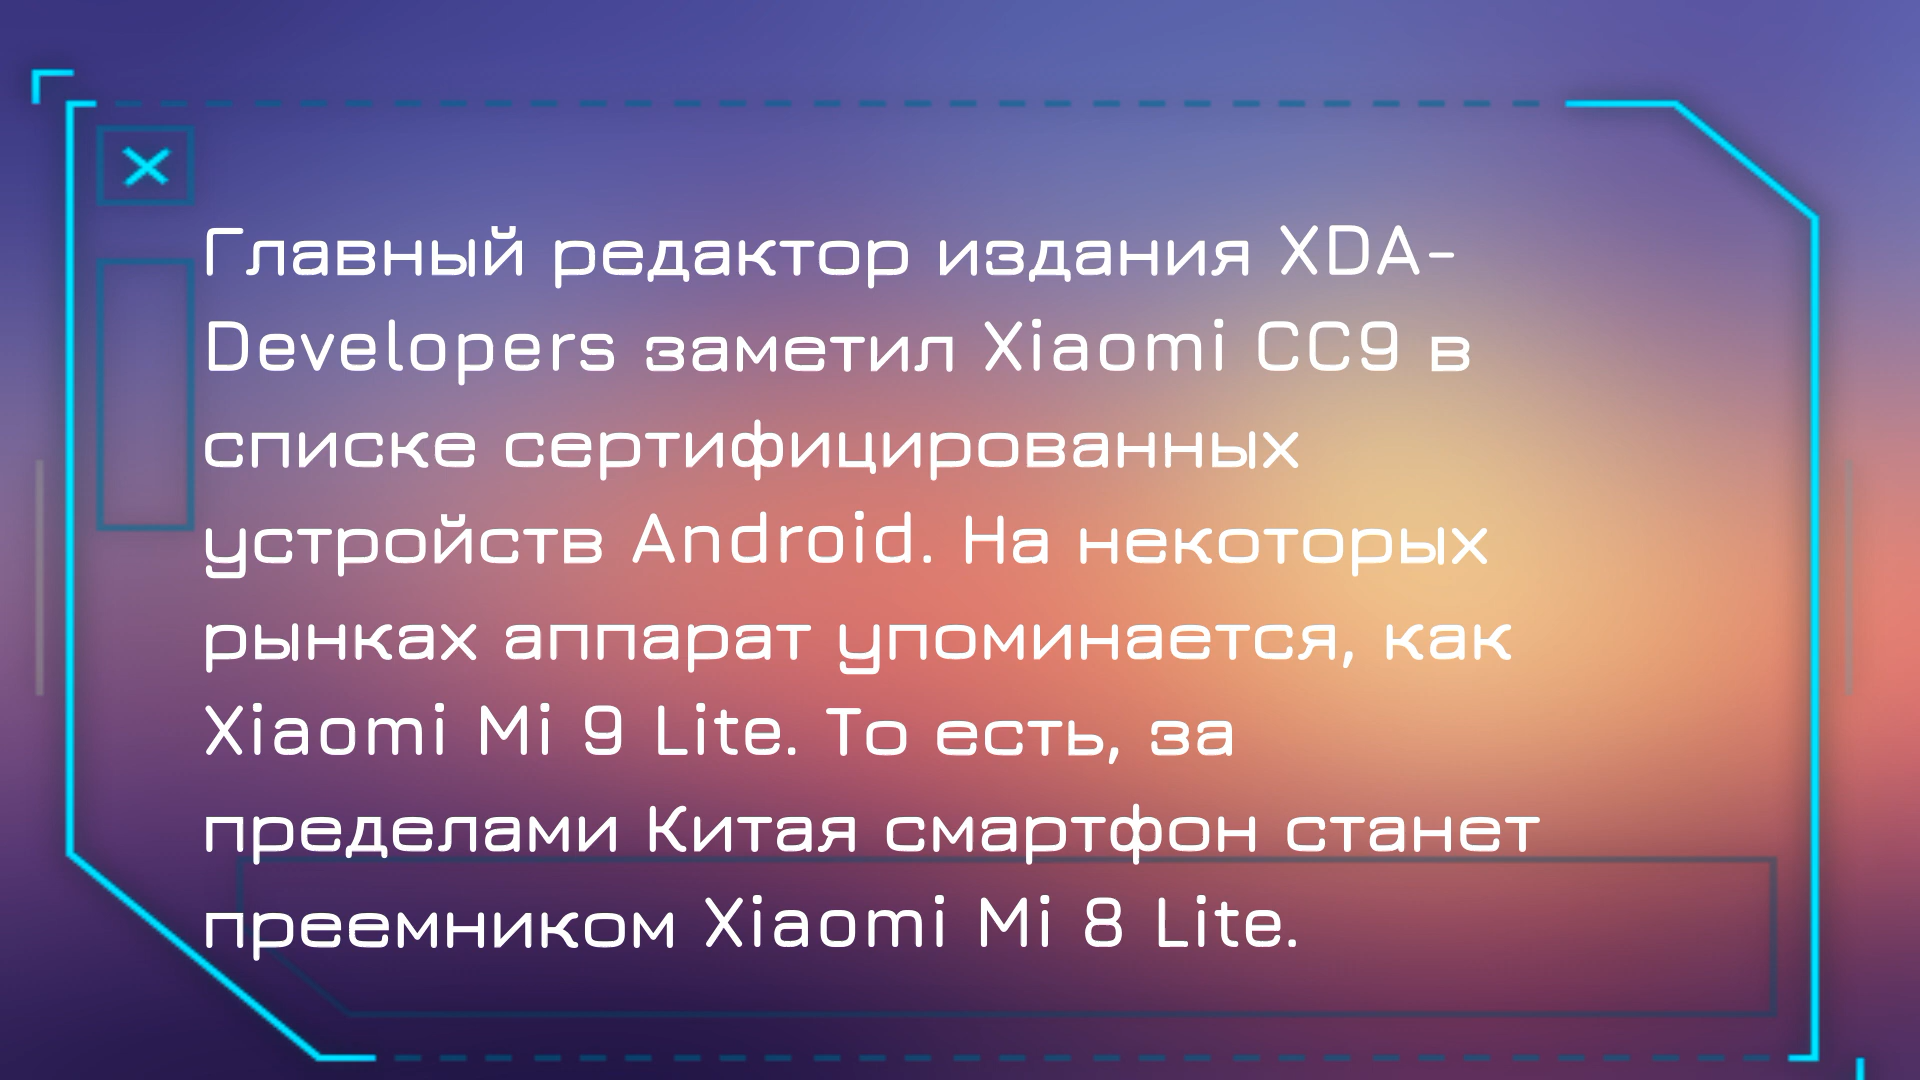 Главный редактор издания XDA-
Developers заметил Xiaomi CC9 в
списке сертифицированных
устройств Android. На некоторых
рынках аппарат упоминается, как
Xiaomi Mi 9 Lite. То есть, за
пределами Китая смартфон станет
преемником Xiaomi Mi 8 Lite.